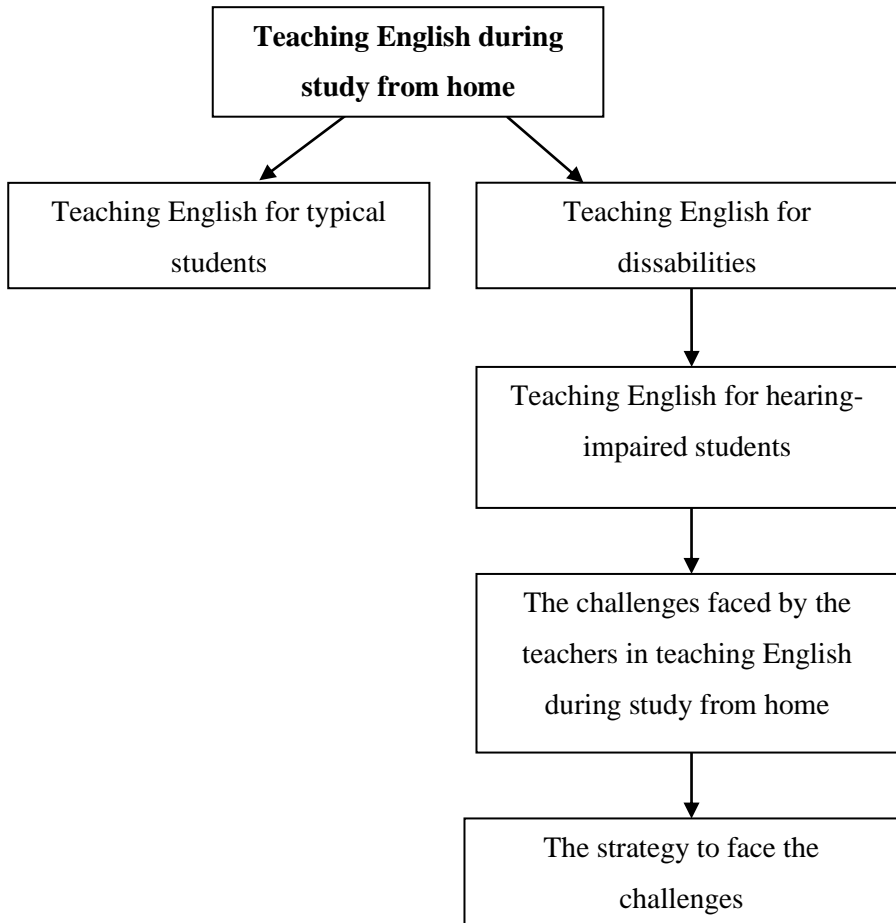 Teaching English during
study from home
Teaching English for typical
students
Teaching English for
dissabilities
Teaching English for hearing-
impaired students
The challenges faced by the
teachers in teaching English
during study from home
The strategy to face the
challenges